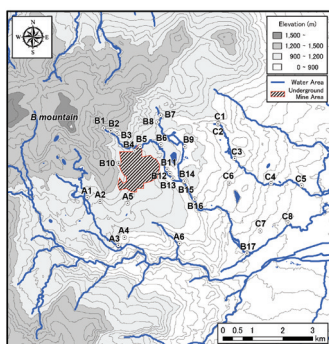 N
W
E
S
Elevation (m)
1,500 -
1,200 - 1,500
900 - 1,200
0 - 900
Water Area
Underground
Mine Area
B mountain
B1
B2
B3
B4
B5
B6
B7
B8
B9
B10
B11
B12
B13
B14
B15
B16
B17
A1
A2
A3
A4
A5
A6
C1
C2
C3
C4
C5
C6
C7
C8
0 0.5 1 2 3
km